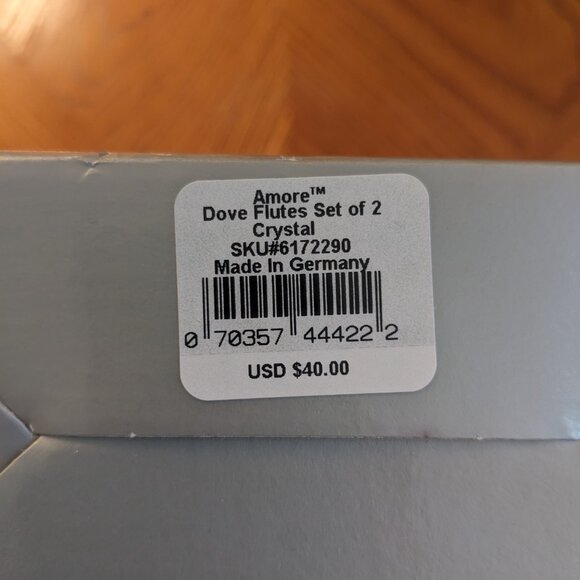 Amore™
Dove Flutes Set of 2
Crystal
SKU#6172290
Made In Germany
0 70357 44422 2
USD $40.00